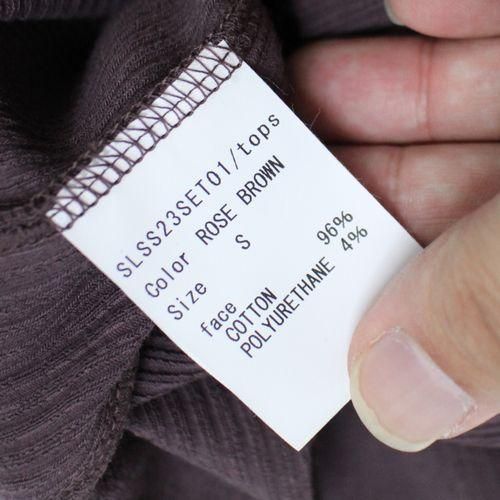 SLSS23SET01/tops
Color ROSE BROWN
Size S
face
COTTON 96%
POLYURETHANE 4%